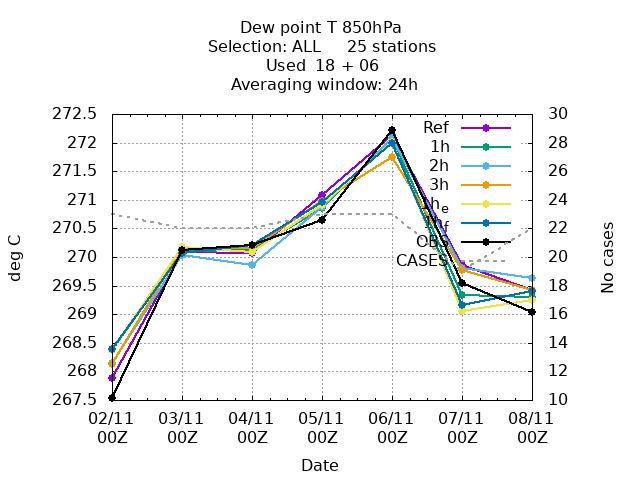 Dew point T 850hPa
Selection: ALL 25 stations
Used 18 + 06
Averaging window: 24h
deg C
272.5
272
271.5
271
270.5
270
269.5
269
268.5
268
267.5
Ref
1h
2h
3h
OBS
CASES
30
28
26
24
22
20
18
16
14
12
10
No cases
02/11 03/11 04/11 05/11 06/11 07/11 08/11
00Z 00Z 00Z 00Z 00Z 00Z 00Z
Date